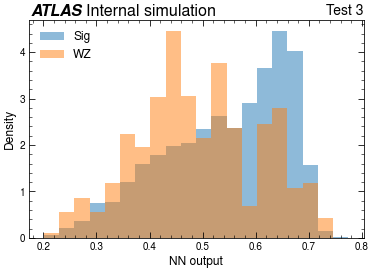 ATLAS Internal simulation Test 3
Sig
WZ
Density
4
3
2
1
0
0.2 0.3 0.4 0.5 0.6 0.7 0.8
NN output